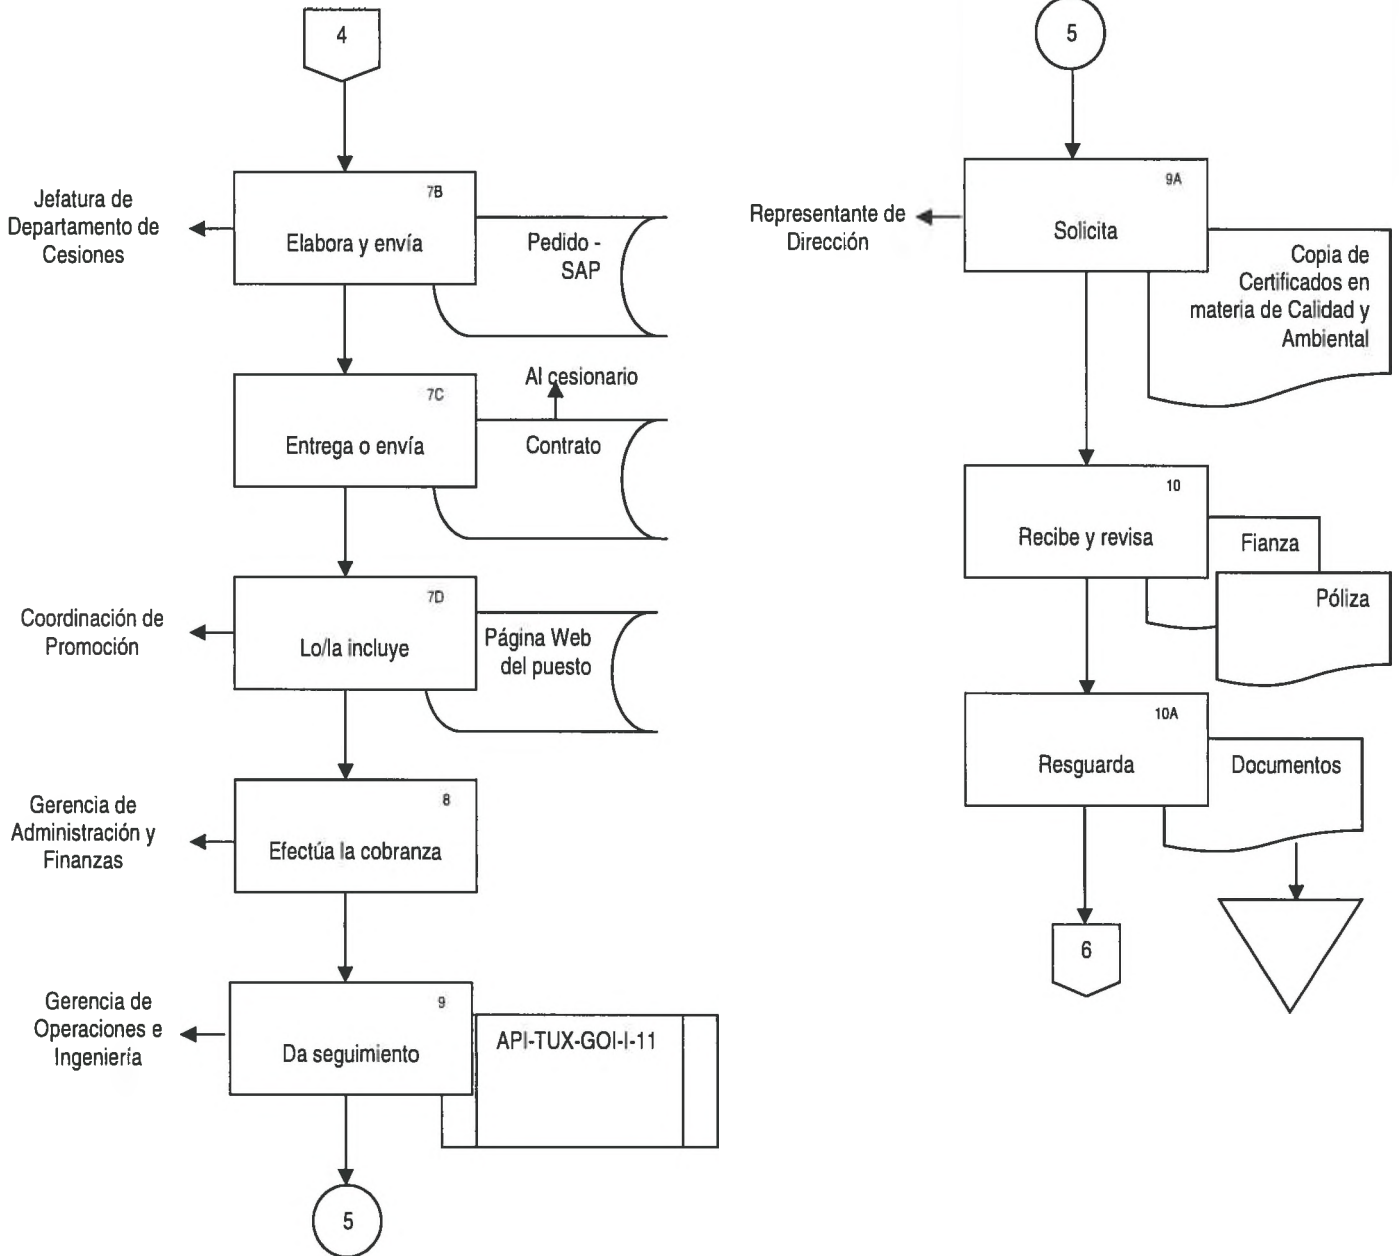 4
7B
Jefatura de
Departamento de
Cesiones
Elabora y envía
Pedido -
SAP
7C
Al cesionario
Entrega o envía
Contrato
7D
Coordinación de
Promoción
Lo/la incluye
Página Web
del puesto
8
Gerencia de
Administración y
Finanzas
Efectúa la cobranza
9
Gerencia de
Operaciones e
Ingeniería
Da seguimiento
API-TUX-GOI-I-11
5
5
9A
Representante de
Dirección
Solicita
Copia de
Certificados en
materia de Calidad y
Ambiental
10
Recibe y revisa
Fianza
Póliza
10A
Resguarda
Documentos
6